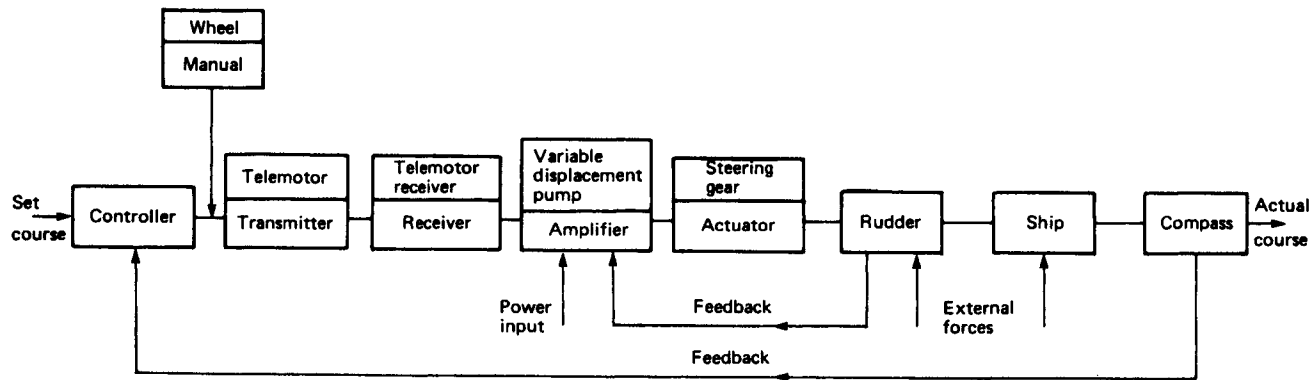 Wheel
Manual
Set
course
Controller
Telemotor
Transmitter
Telemotor
receiver
Receiver
Variable
displacement
pump
Amplifier
Steering
gear
Actuator
Rudder
Ship
Compass
Actual
course
Power
input
Feedback
External
forces
Feedback